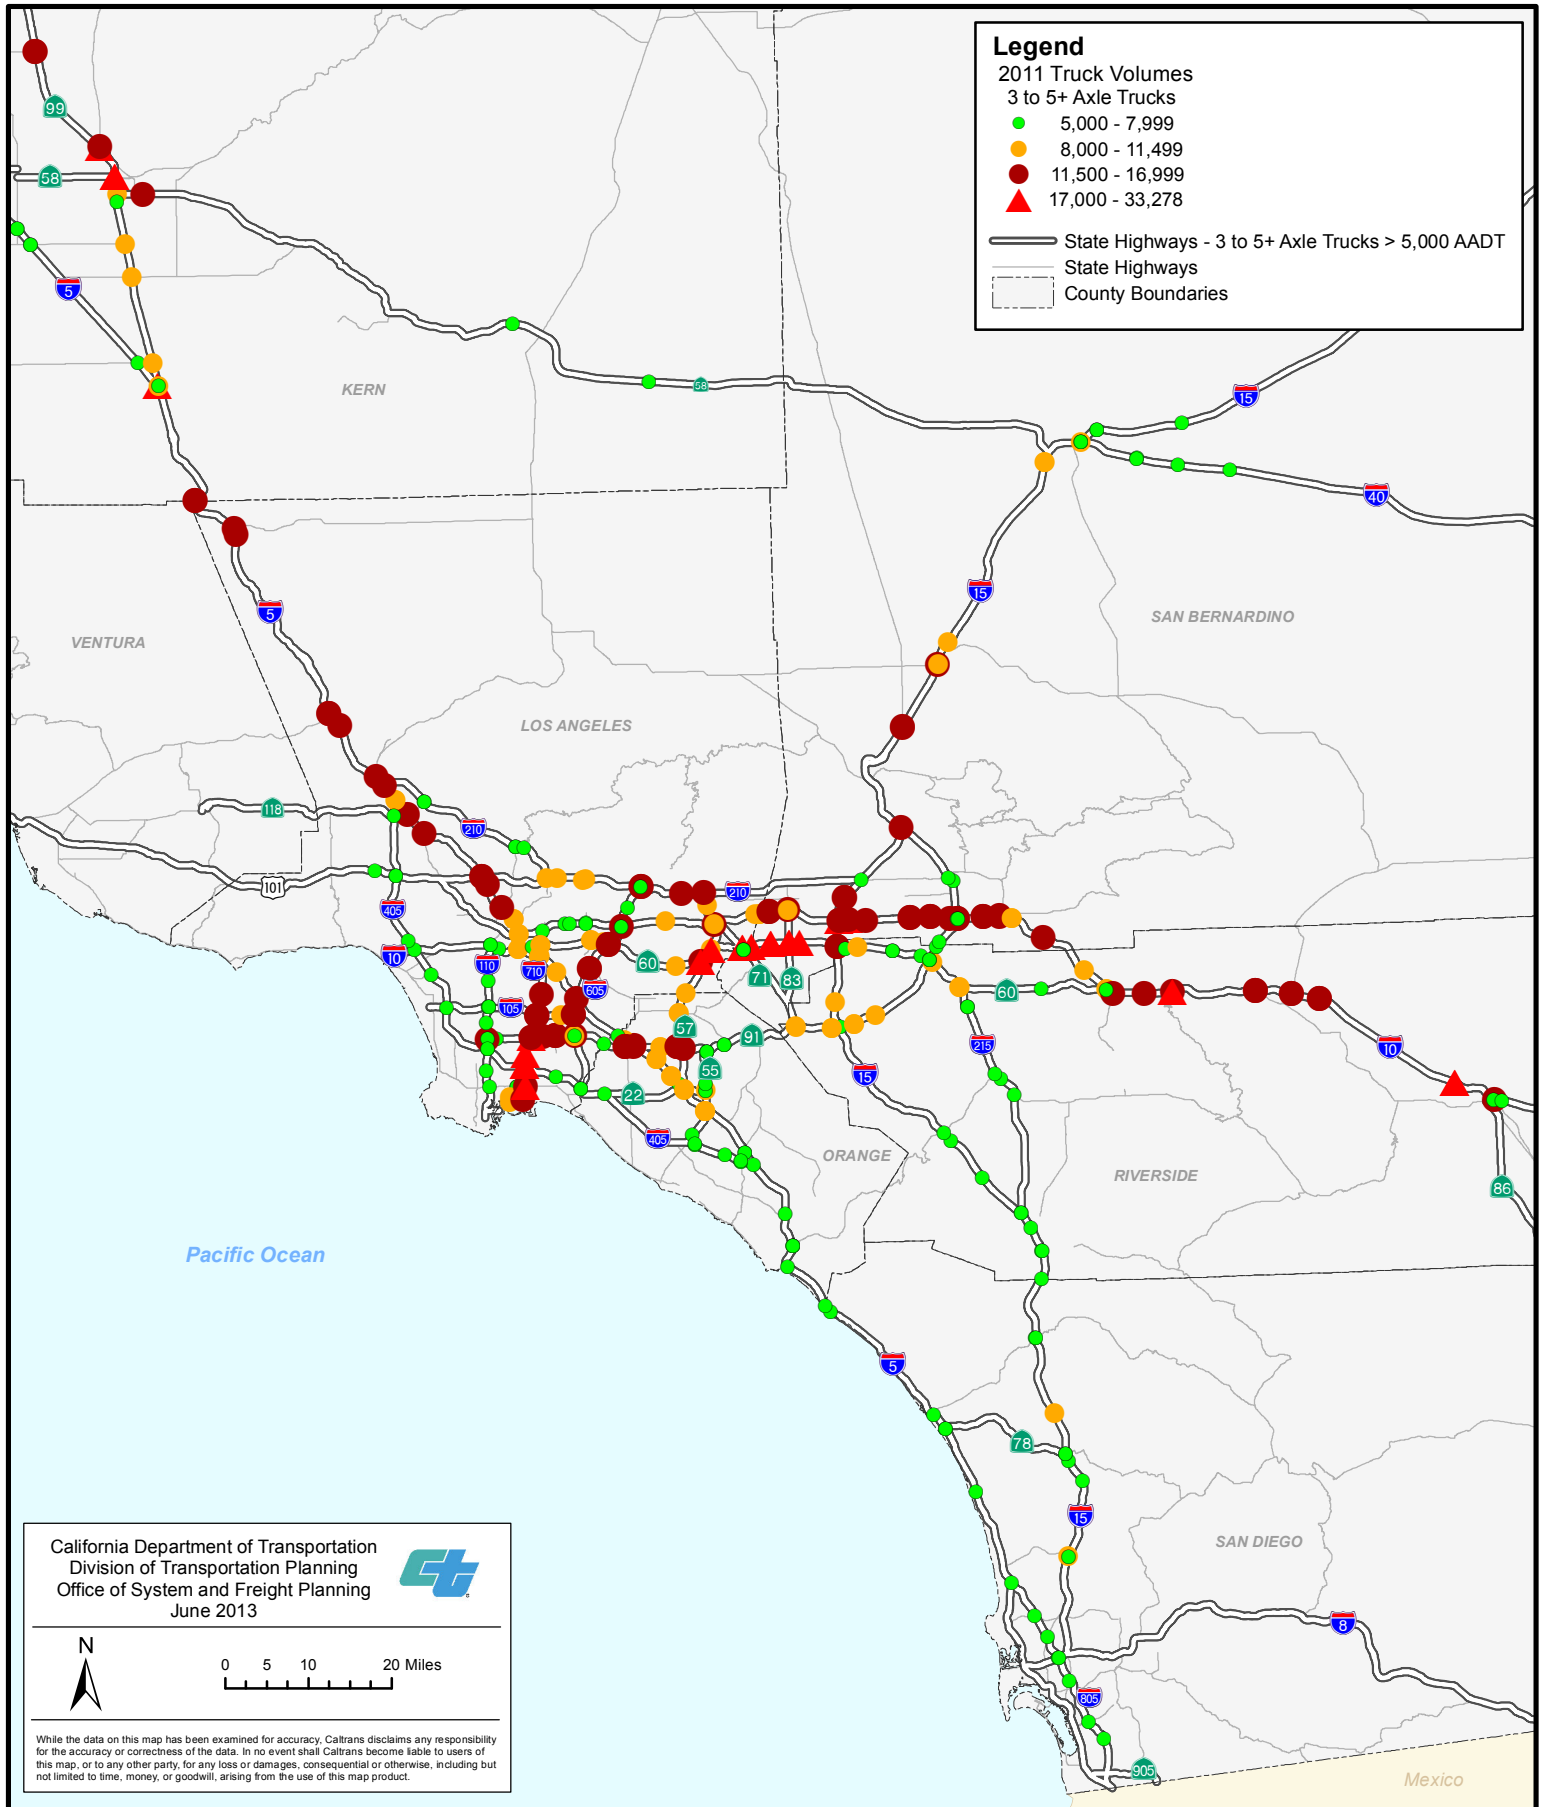 Legend
2011 Truck Volumes
3 to 5+ Axle Trucks
5,000 - 7,999
8,000 - 11,499
11,500 - 16,999
17,000 - 33,278
State Highways - 3 to 5+ Axle Trucks > 5,000 AADT
State Highways
County Boundaries
99
58
5
KERN
58
15
40
15
5
SAN BERNARDINO
VENTURA
LOS ANGELES
118
210
101
210
405
10
110
710
60
605
71
83
60
105
57
91
215
10
55
15
22
405
ORANGE
RIVERSIDE
86
Pacific Ocean
5
78
15
SAN DIEGO
8
805
905
Mexico
California Department of Transportation
Division of Transportation Planning
Office of System and Freight Planning
June 2013
ct
N
0 5 10 20 Miles
While the data on this map has been examined for accuracy, Caltrans disclaims any responsibility
for the accuracy or correctness of the data. In no event shall Caltrans become liable to users of
this map, or to any other party, for any loss or damages, consequential or otherwise, including but
not limited to time, money, or goodwill, arising from the use of this map product.